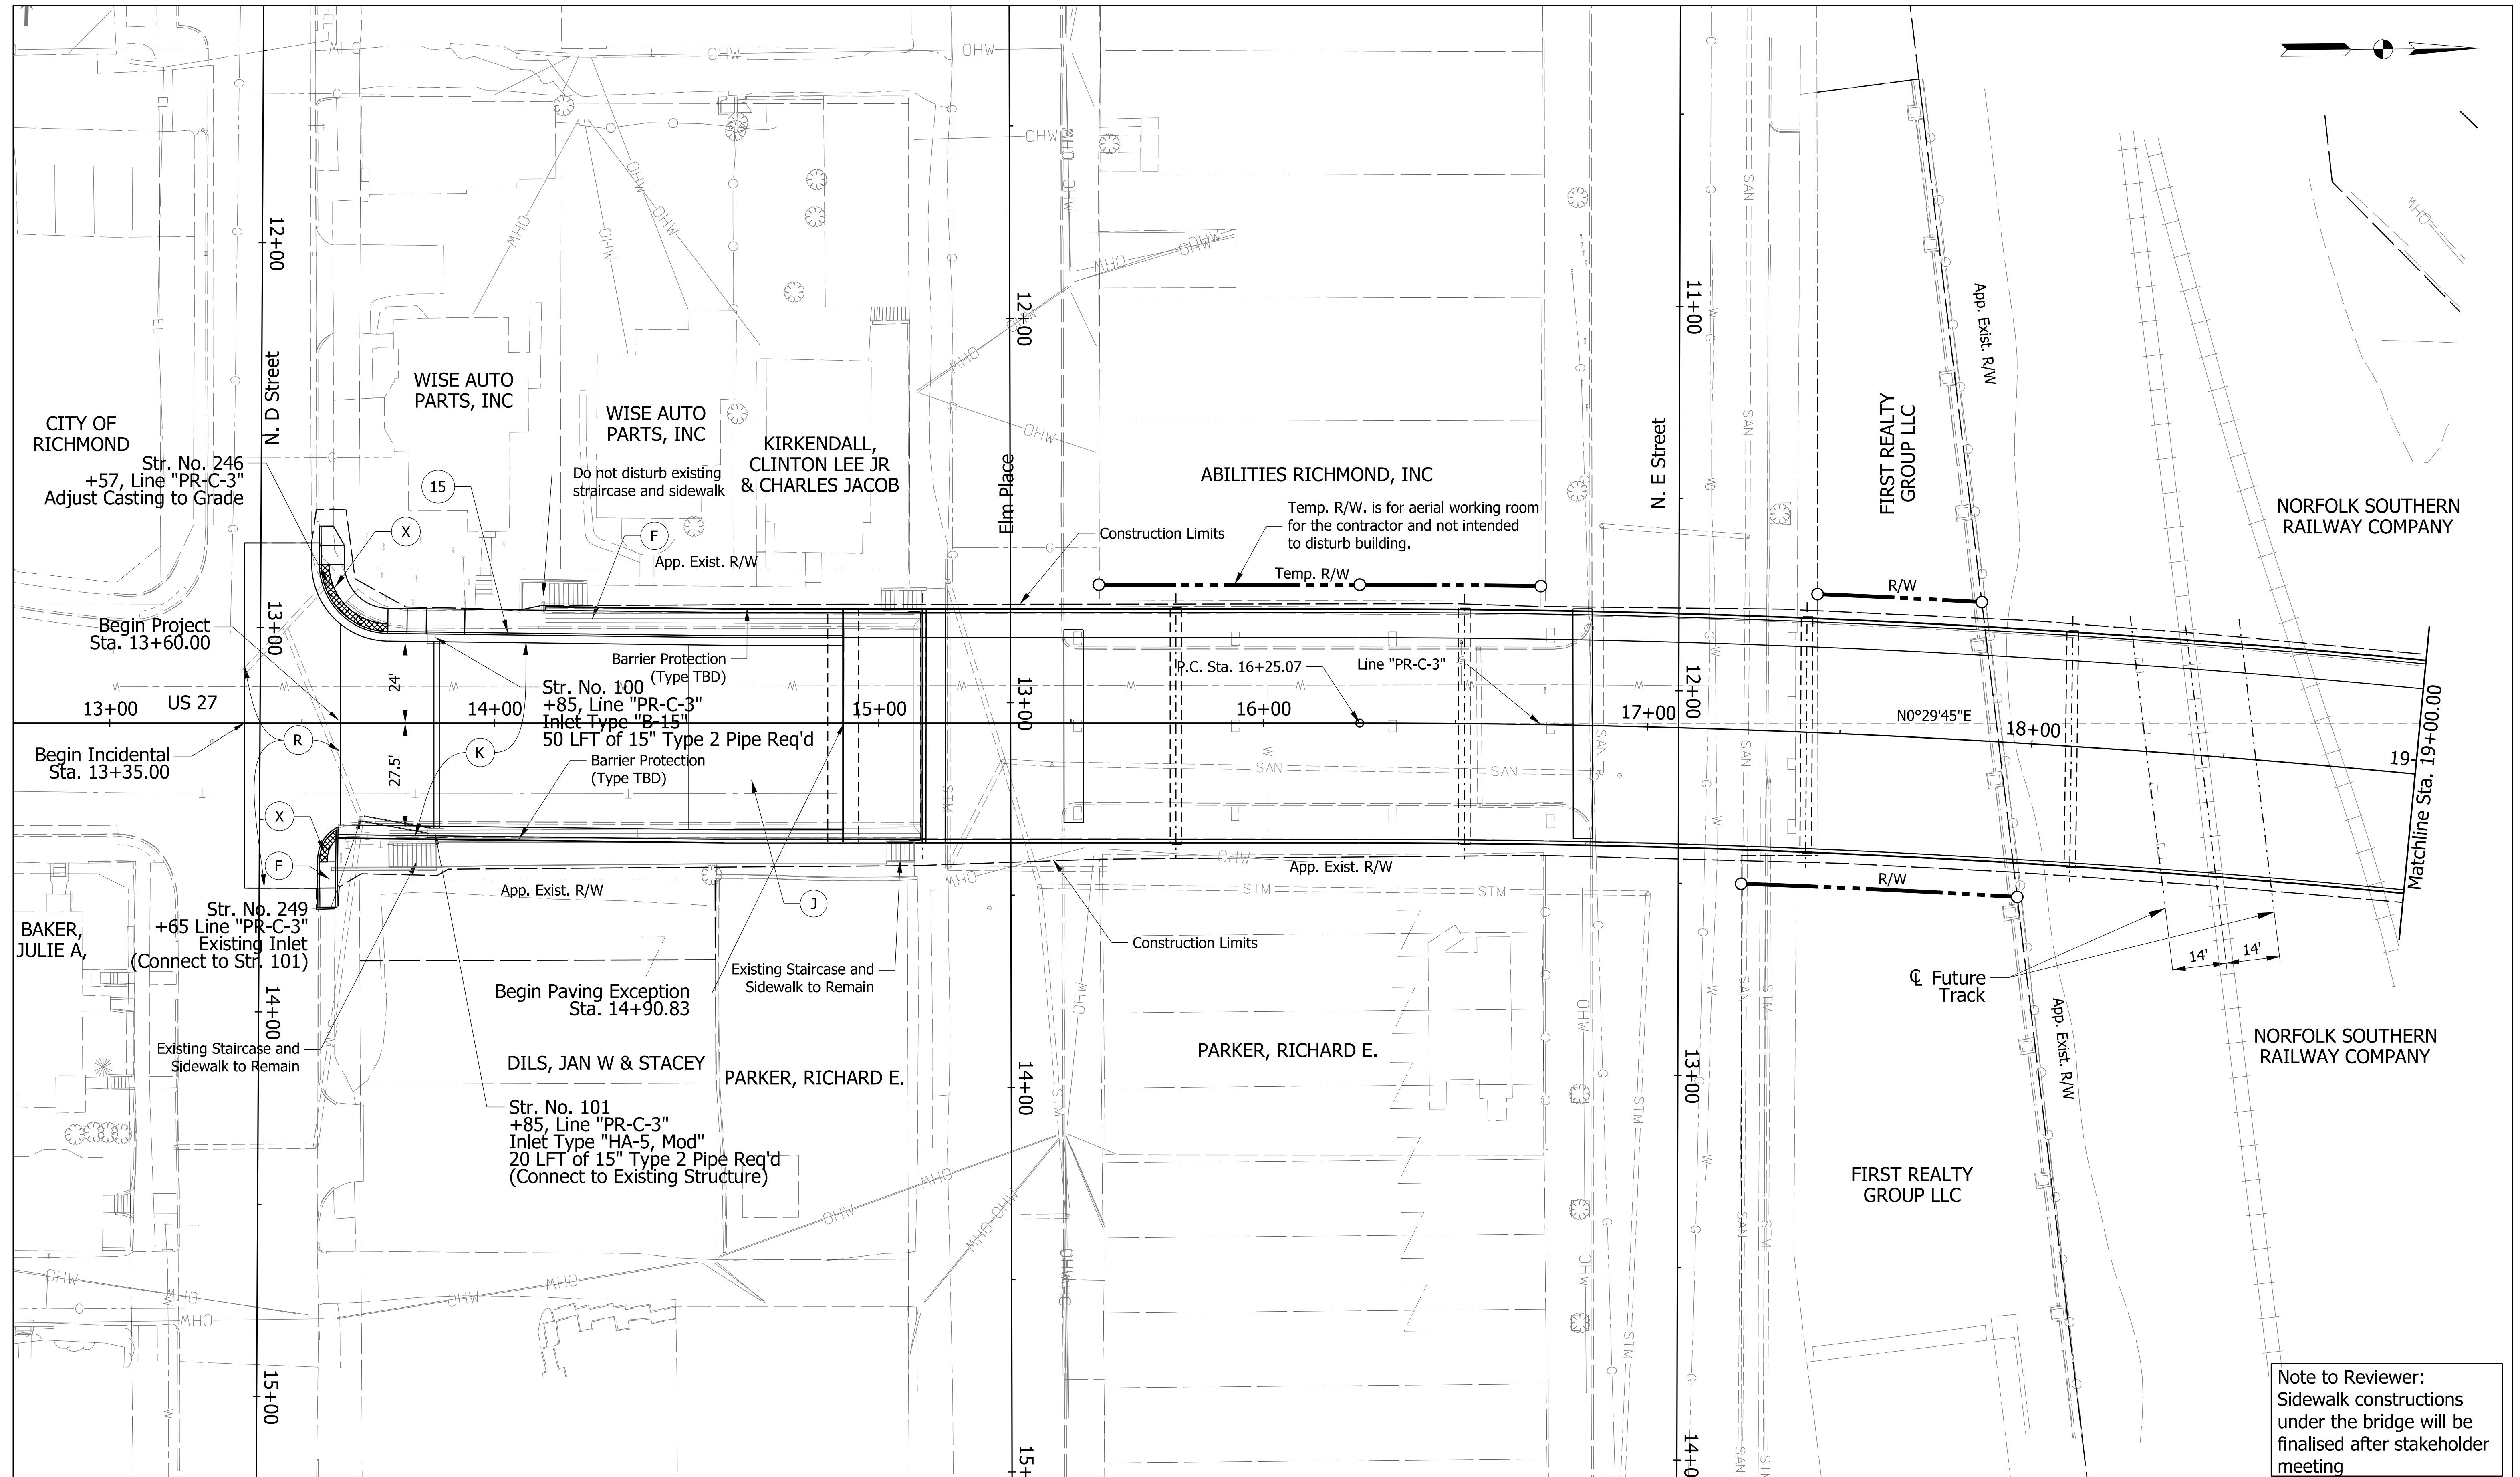 CITY OF
RICHMOND
Str. No. 246
+57, Line "PR-C-3"
Adjust Casting to Grade
N. D Street
12+00
13+00
14+00
15+00
WISE AUTO
PARTS, INC
WISE AUTO
PARTS, INC
KIRKENDALL,
CLINTON LEE JR
& CHARLES JACOB
15
X
Do not disturb existing
straircase and sidewalk
F
App. Exist. R/W
Elm Place
12+00
13+00
14+00
15+
Construction Limits
ABILITIES RICHMOND, INC
Temp. R/W. is for aerial working room
for the contractor and not intended
to disturb building.
Temp. R/W
N. E Street
11+00
12+00
13+00
14+0
FIRST REALTY
GROUP LLC
App. Exist. R/W
R/W
NORFOLK SOUTHERN
RAILWAY COMPANY
Begin Project
Sta. 13+60.00
13+00
US 27
Begin Incidental
Sta. 13+35.00
R
24'
27.5'
14+00
Barrier Protection
(Type TBD)
Str. No. 100
+85, Line "PR-C-3"
Inlet Type "B-15"
50 LFT of 15" Type 2 Pipe Req'd
K
Barrier Protection
(Type TBD)
15+00
16+00
P.C. Sta. 16+25.07
Line "PR-C-3"
17+00
N0°29'45"E
18+00
19
Matchline Sta. 19+00.00
X
F
Str. No. 249
+65 Line "PR-C-3"
Existing Inlet
(Connect to Str. 101)
BAKER,
JULIE A,
App. Exist. R/W
J
App. Exist. R/W
R/W
Construction Limits
Existing Staircase and
Sidewalk to Remain
Begin Paving Exception
Sta. 14+90.83
Existing Staircase and
Sidewalk to Remain
DILS, JAN W & STACEY
PARKER, RICHARD E.
PARKER, RICHARD E.
Str. No. 101
+85, Line "PR-C-3"
Inlet Type "HA-5, Mod"
20 LFT of 15" Type 2 Pipe Req'd
(Connect to Existing Structure)
14'
14'
℄ Future
Track
App. Exist. R/W
NORFOLK SOUTHERN
RAILWAY COMPANY
FIRST REALTY
GROUP LLC
Note to Reviewer:
Sidewalk constructions
under the bridge will be
finalised after stakeholder
meeting
OHW
G
W
SAN
STM